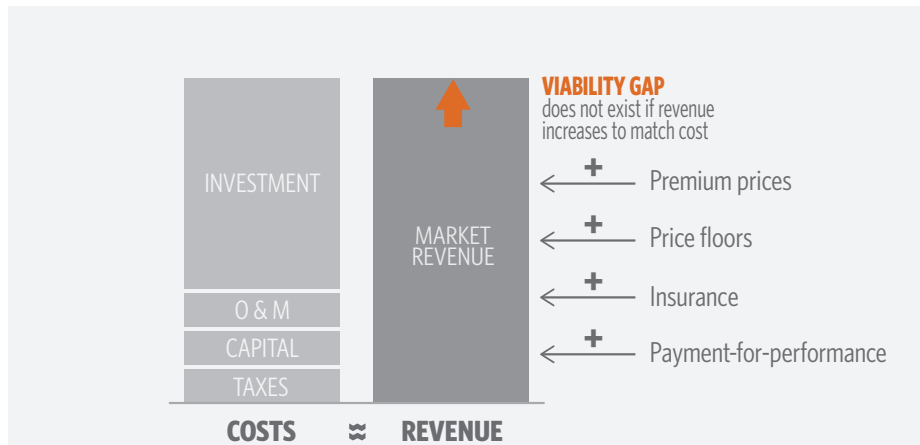 VIABILITY GAP
does not exist if revenue
increases to match cost
INVESTMENT
O & M
CAPITAL
TAXES
MARKET
REVENUE
+
Premium prices
+
Price floors
+
Insurance
+
Payment-for-performance
COSTS ≈ REVENUE